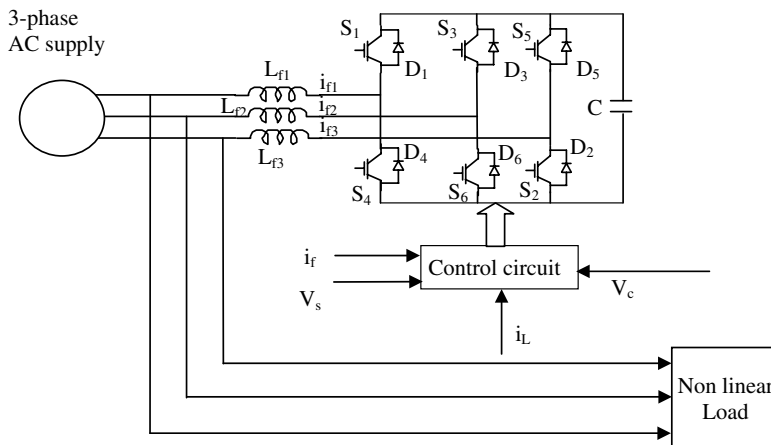 3-phase
AC supply
S1
S3
S5
D1
D3
D5
Lf1
if1
Lf2
if2
if3
Lf3
C
D4
D6
D2
S4
S6
S2
if
Control circuit
Vs
Vc
iL
Non linear
Load